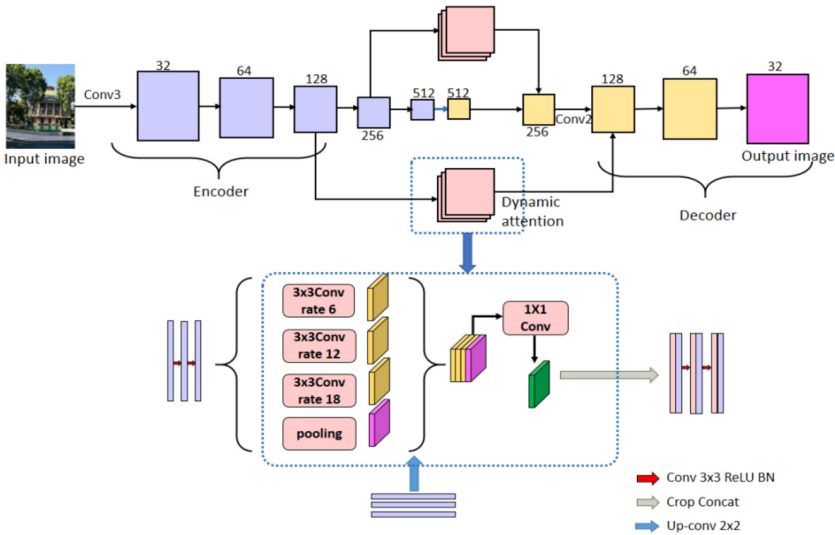 32
64
128
512
512
128
64
32
Conv3
256
256
Conv2
Input image
Output image
Encoder
Dynamic
attention
Decoder
3x3Conv
rate 6
1X1
Conv
3x3Conv
rate 12
3x3Conv
rate 18
pooling
Conv 3x3 ReLU BN
Crop Concat
Up-conv 2x2